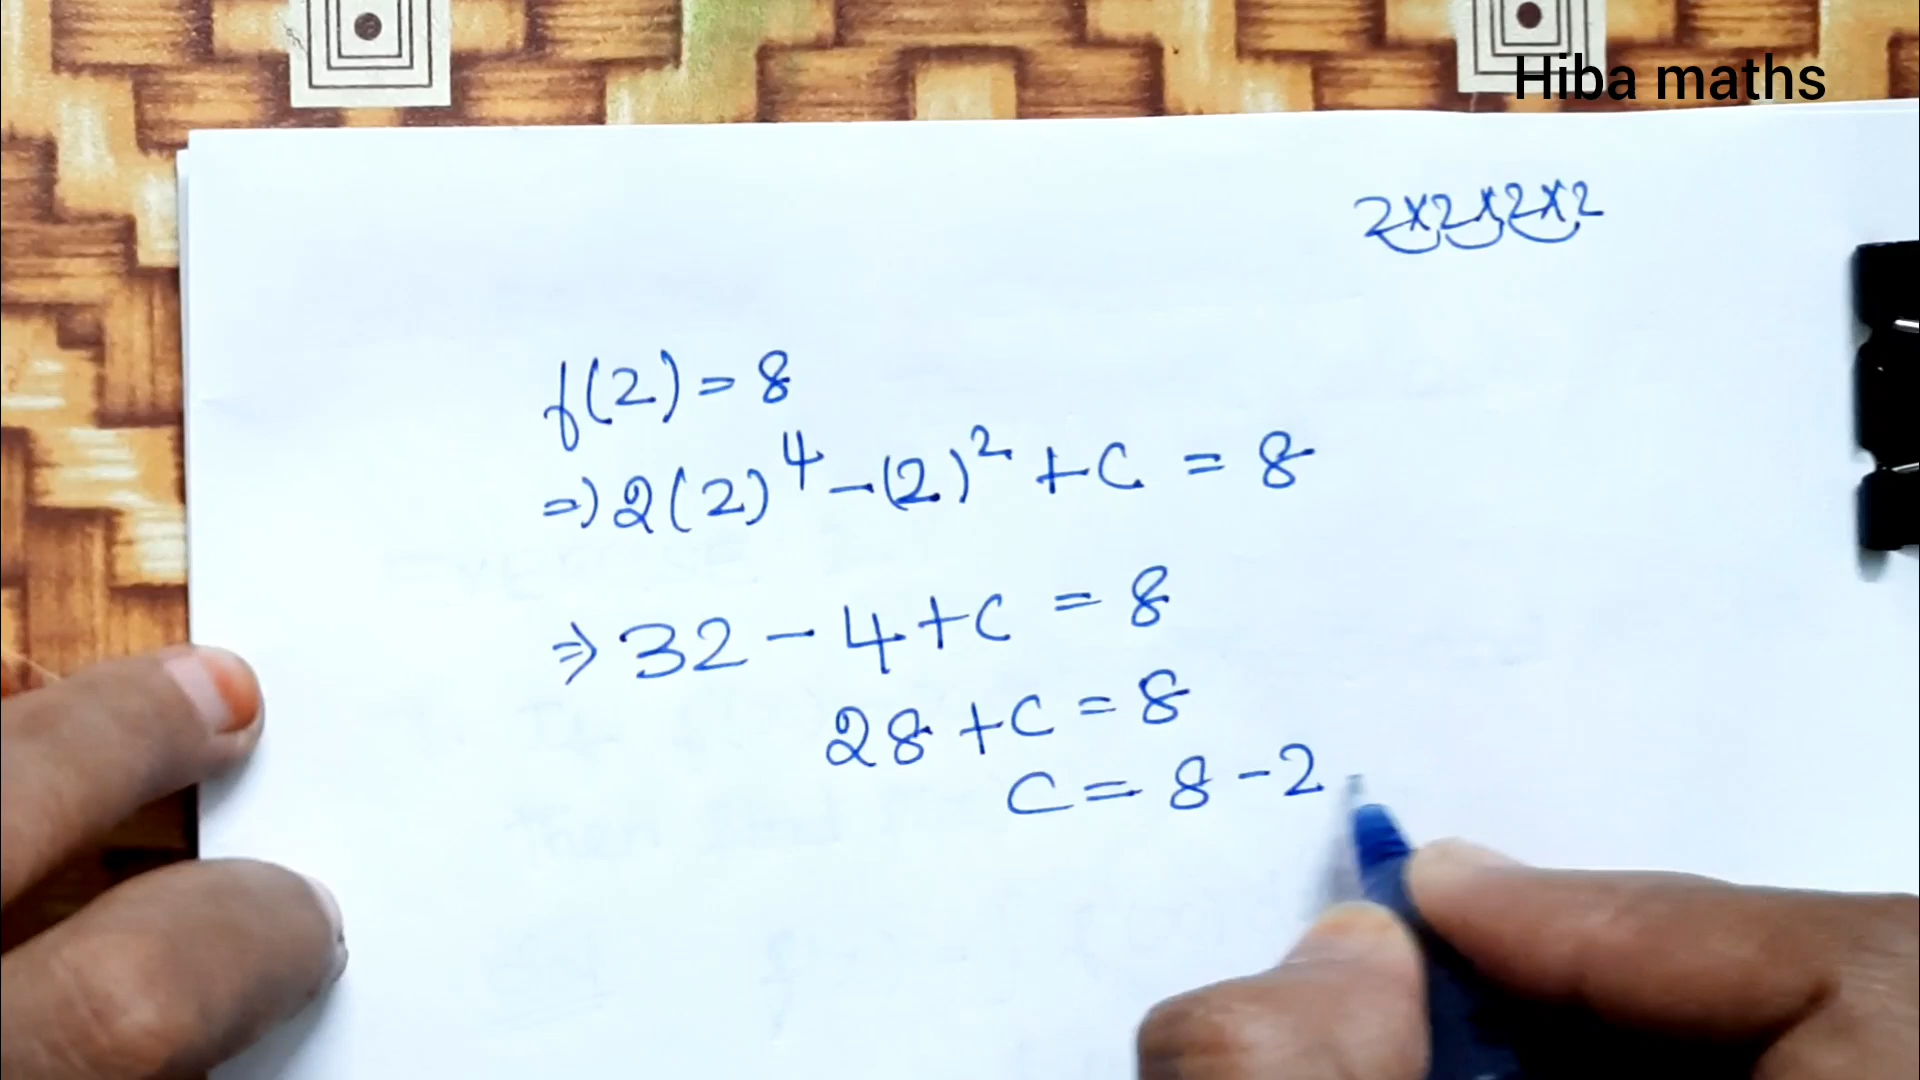 Hiba maths
2×2×2×2
f(2) = 8
⇒ 2(2)⁴ - (2)² + C = 8
⇒ 32 - 4 + C = 8
28 + C = 8
C = 8 - 2